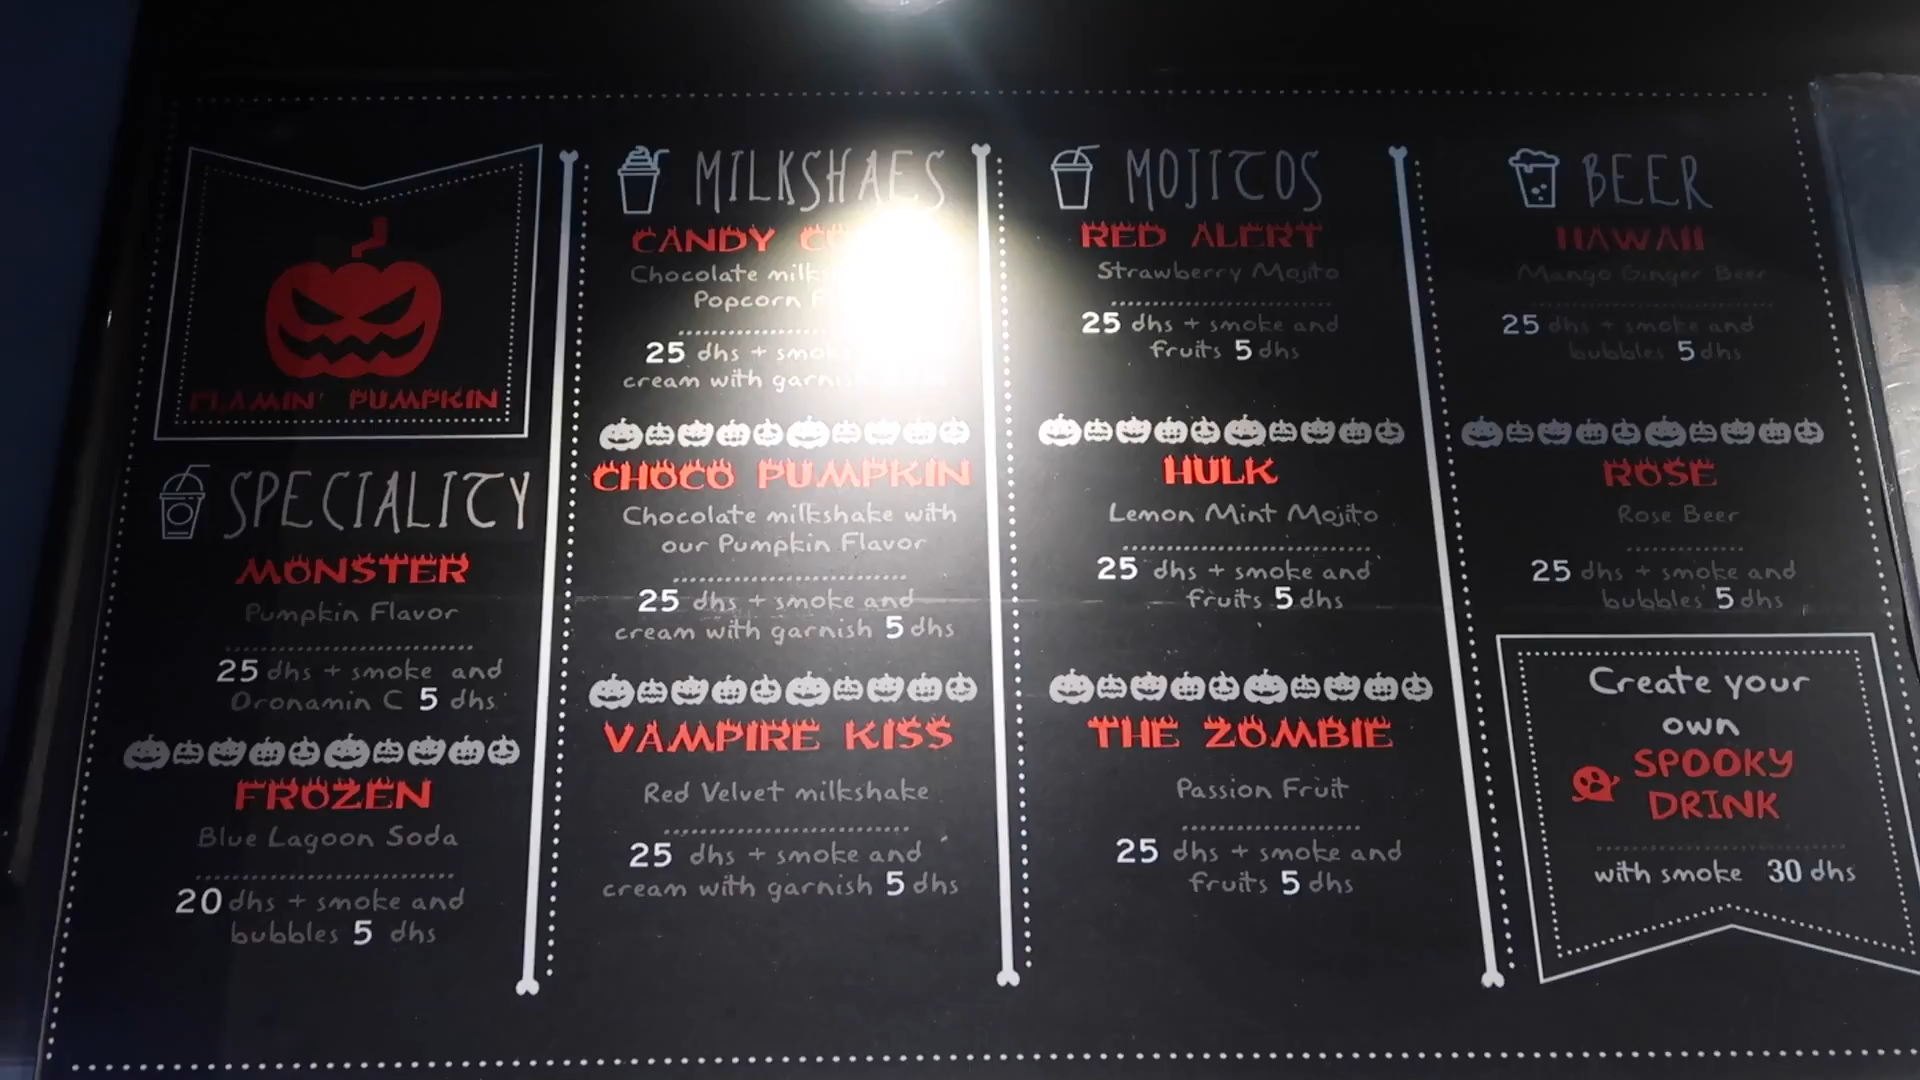 FLAMIN' PUMPKIN
SPECIALITY
MONSTER
Pumpkin Flavor
25 dhs + smoke and
Oronamin C 5 dhs
FROZEN
Blue Lagoon Soda
20 dhs + smoke and
bubbles 5 dhs
MILKSHAES
CANDY
Chocolate
Popcorn
25 dhs +
cream with
CHOCO PUMPKIN
Chocolate milkshake with
our Pumpkin Flavor
25 dhs + smoke and
cream with garnish 5 dhs
VAMPIRE KISS
Red Velvet milkshake
25 dhs + smoke and
cream with garnish 5 dhs
MOJITOS
RED ALERT
Strawberry Mojito
25 dhs + smoke and
fruits 5 dhs
HULK
Lemon Mint Mojito
25 dhs + smoke and
fruits 5 dhs
THE ZOMBIE
Passion Fruit
25 dhs + smoke and
fruits 5 dhs
BEER
HAWAII
Mango Ginger Beer
25 dhs + smoke and
bubbles 5 dhs
ROSE
Rose Beer
25 dhs + smoke and
bubbles 5 dhs
Create your
own
SPOOKY
DRINK
with smoke 30 dhs